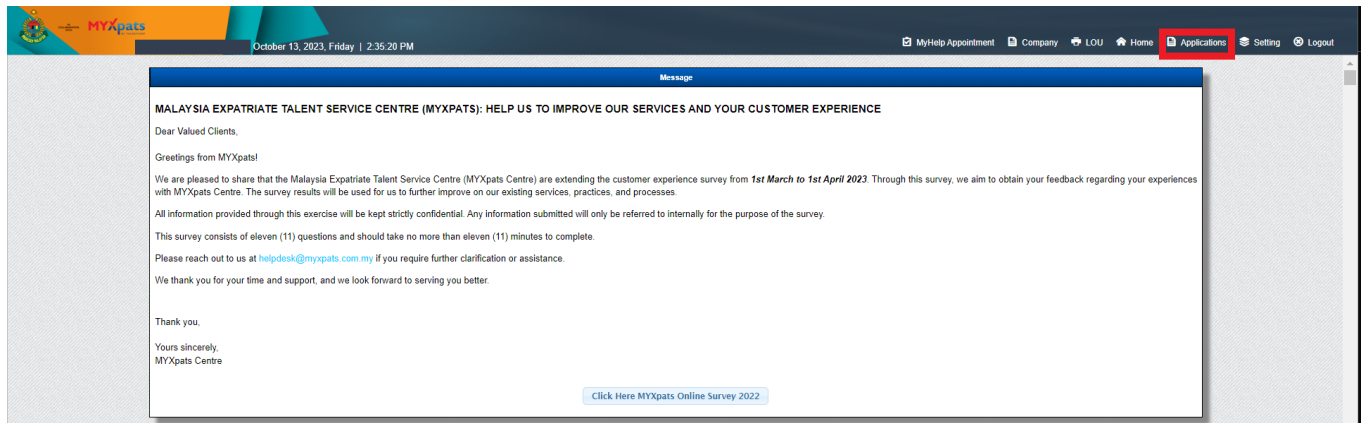 MYXpats
October 13, 2023, Friday | 2:35:20 PM
MyHelp Appointment Company LOU Home Applications Setting Logout
Message
MALAYSIA EXPATRIATE TALENT SERVICE CENTRE (MYXPATS): HELP US TO IMPROVE OUR SERVICES AND YOUR CUSTOMER EXPERIENCE
Dear Valued Clients,
Greetings from MYXpats!
We are pleased to share that the Malaysia Expatriate Talent Service Centre (MYXpats Centre) are extending the customer experience survey from 1st March to 1st April 2023. Through this survey, we aim to obtain your feedback regarding your experiences
with MYXpats Centre. The survey results will be used for us to further improve on our existing services, practices, and processes.
All information provided through this exercise will be kept strictly confidential. Any information submitted will only be referred to internally for the purpose of the survey.
This survey consists of eleven (11) questions and should take no more than eleven (11) minutes to complete.
Please reach out to us at helpdesk@myxpats.com.my if you require further clarification or assistance.
We thank you for your time and support, and we look forward to serving you better.
Thank you,
Yours sincerely,
MYXpats Centre
Click Here MYXpats Online Survey 2022